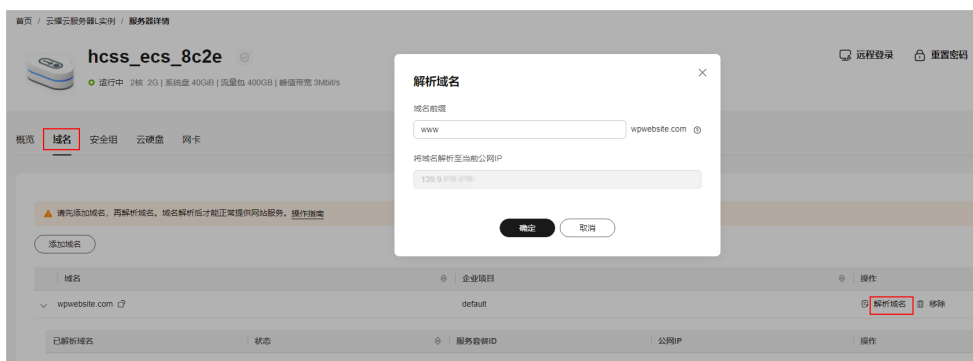 首页 / 云耀云服务器L实例 / 服务器详情
hcss_ecs_8c2e
运行中 2核 2G | 系统盘 40GiB | 流量包 400GB | 峰值带宽 3Mbit/s
远程登录 重置密码
概览 域名 安全组 云硬盘 网卡
解析域名
域名前缀
www wpwebsite.com
将域名解析至当前公网IP
139.9.
确定 取消
请先添加域名，再解析域名。域名解析后才能正常提供网站服务。操作指南
添加域名
域名 企业项目 操作
wpwebsite.com default 解析域名 移除
已解析域名 状态 服务套餐ID 公网IP 操作